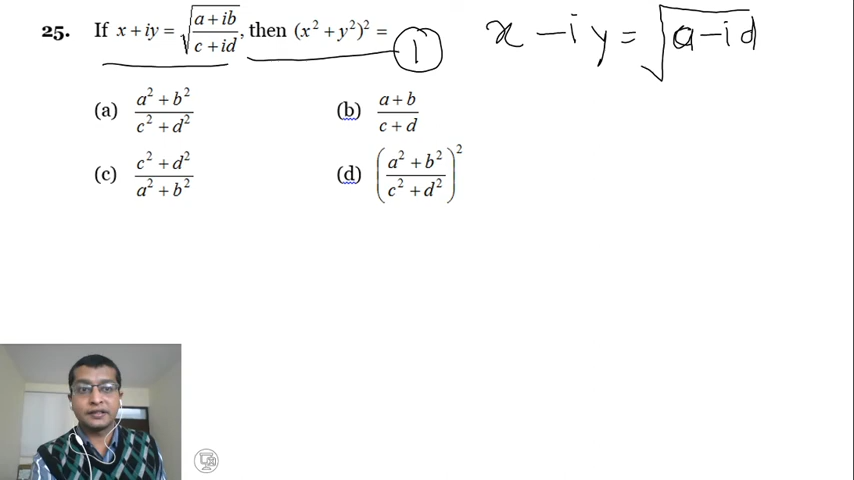 25. If x + iy = √((a + ib)/(c + id)), then (x² + y²)² = ①
x − iy = √(a − id
(a) (a² + b²)/(c² + d²) (b) (a + b)/(c + d)
(c) (c² + d²)/(a² + b²) (d) ((a² + b²)/(c² + d²))²